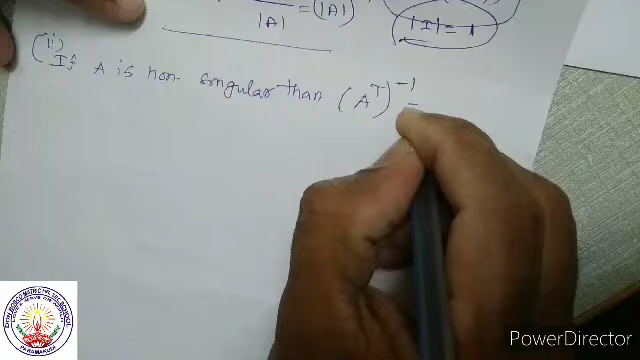 |A| = (|A|)
|I| = 1
(ii)
If A is non-singular than (A^T)^-1 =
PowerDirector